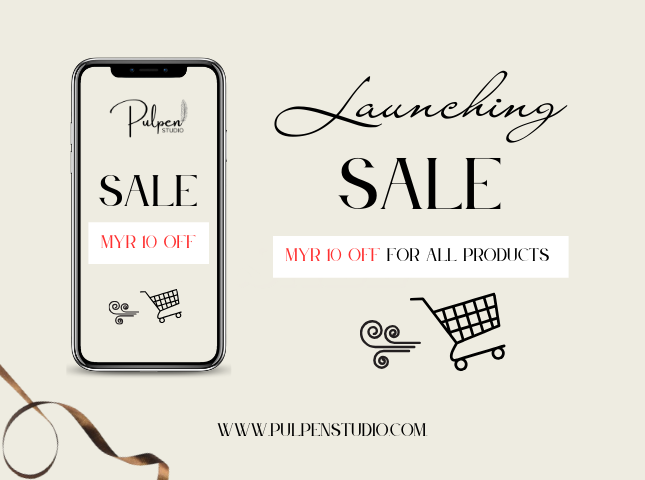 Pulpen
STUDIO
SALE
MYR 10 OFF
Launching
SALE
MYR 10 OFF FOR ALL PRODUCTS
WWW.PULPENSTUDIO.COM